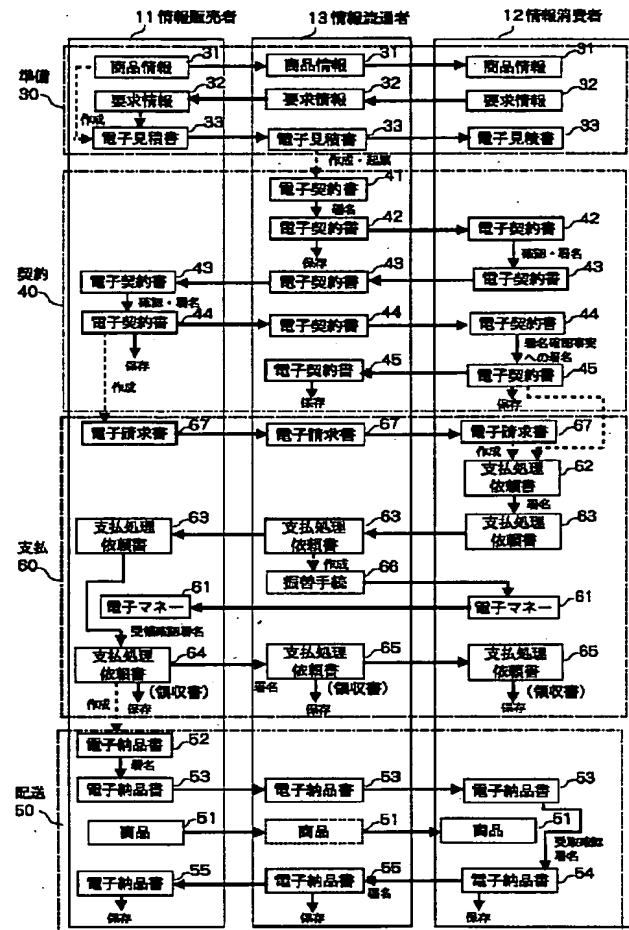 11 情報販売者
13 情報流通者
12 情報消費者
準備
30
商品情報
31
商品情報
31
商品情報
31
要求情報
32
要求情報
32
要求情報
32
作成
電子見積書
33
電子見積書
33
電子見積書
33
作成・起票
契約
40
電子契約書
41
署名
電子契約書
42
電子契約書
42
保存
確認・署名
電子契約書
43
電子契約書
43
電子契約書
43
確認・署名
電子契約書
44
電子契約書
44
電子契約書
44
保存
署名確認事実
への署名
電子契約書
45
電子契約書
45
保存
保存
作成
支払
60
電子請求書
67
電子請求書
67
電子請求書
67
作成
支払処理
依頼書
62
署名
支払処理
依頼書
63
支払処理
依頼書
63
支払処理
依頼書
63
作成
振替手続
66
電子マネー
61
電子マネー
61
受領確認署名
支払処理
依頼書
64
支払処理
依頼書
65
支払処理
依頼書
65
署名
(領収書)
(領収書)
(領収書)
保存
保存
保存
作成
配送
50
電子納品書
52
署名
電子納品書
53
電子納品書
53
電子納品書
53
商品
51
商品
51
商品
51
受取確認
署名
電子納品書
55
電子納品書
55
電子納品書
54
署名
保存
保存
保存